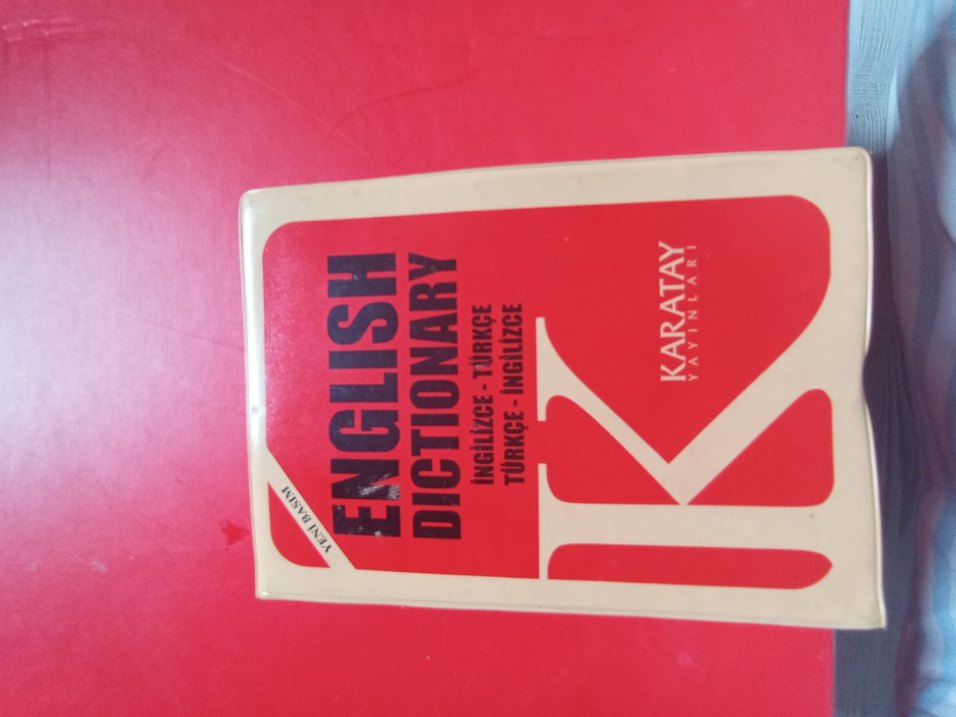 YENİ BASIM
ENGLISH
DICTIONARY
İNGİLİZCE - TÜRKÇE
TÜRKÇE - İNGİLİZCE
K
KARATAY
YAYINLARI